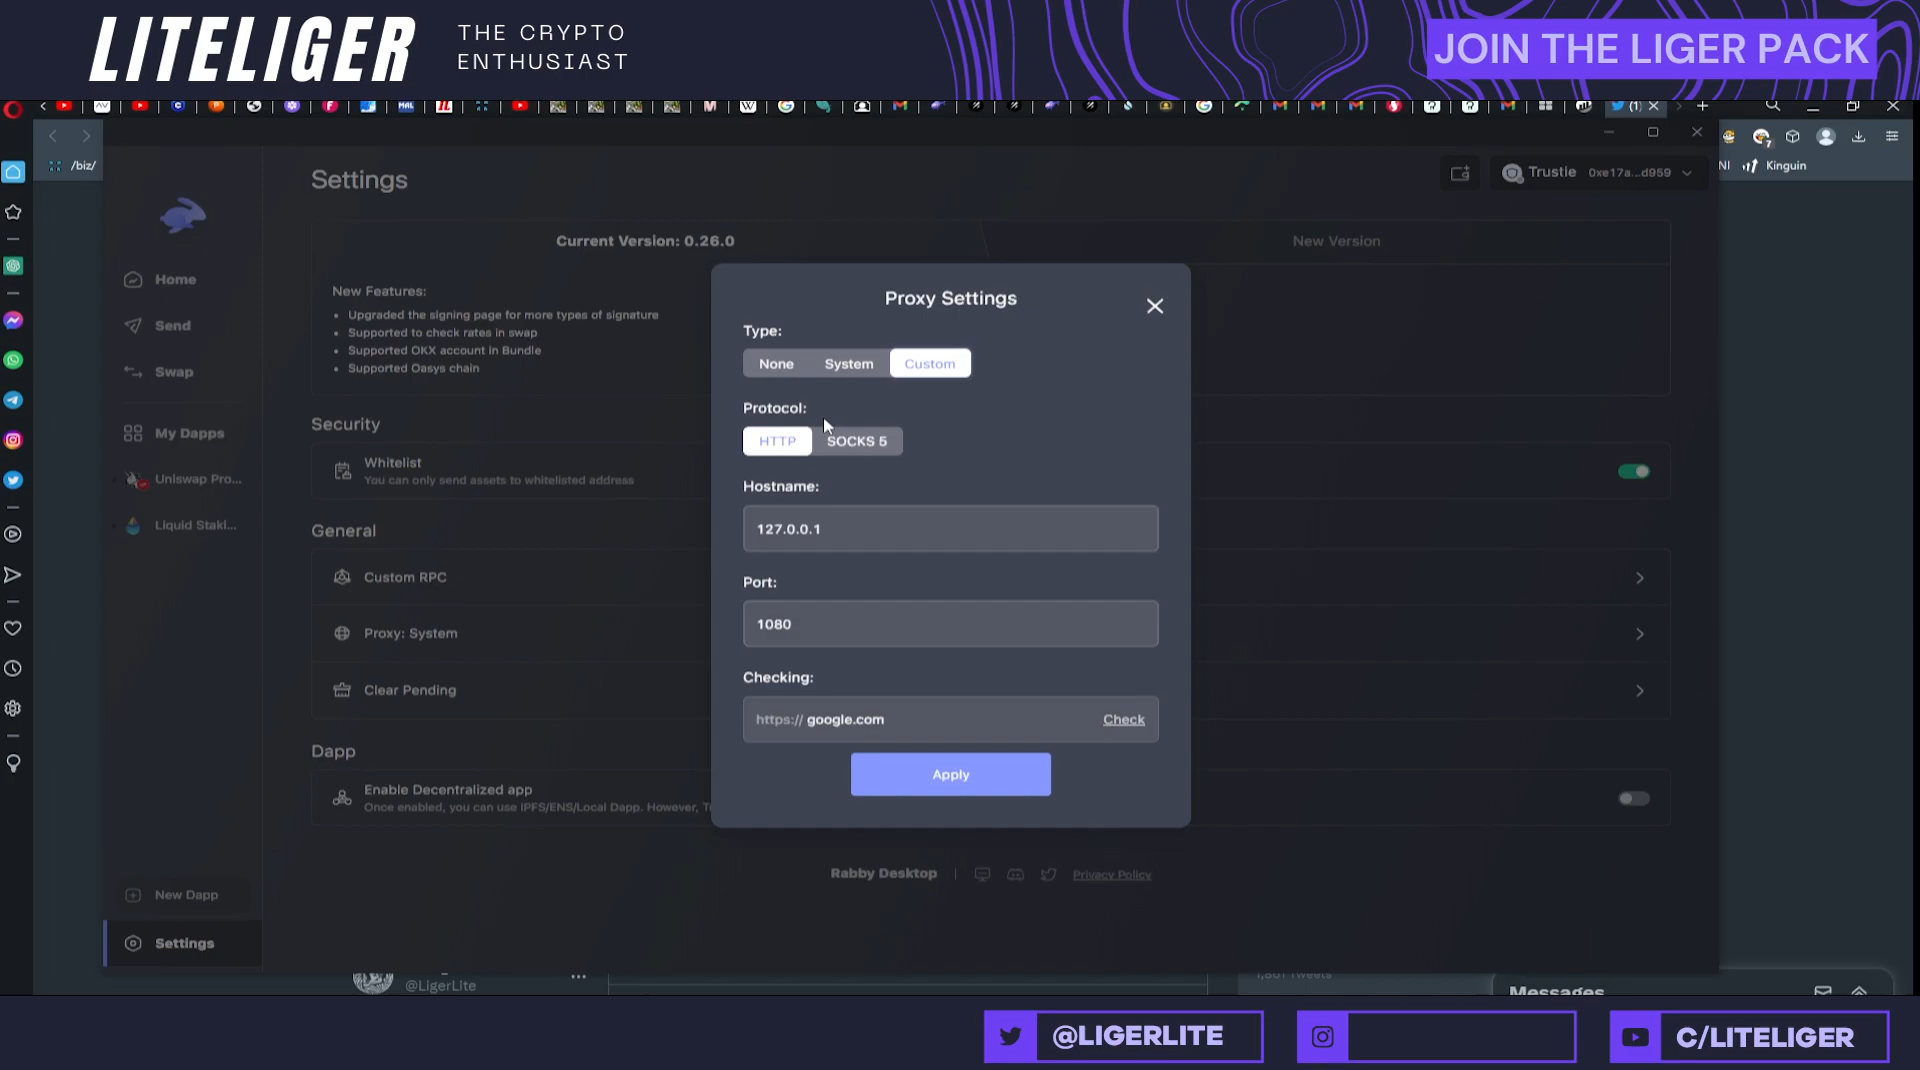 LITELIGER
THE CRYPTO
ENTHUSIAST
JOIN THE LIGER PACK
(1)
/biz/
NI
Kinguin
Settings
Trustie 0xe17a...d959
Current Version: 0.26.0
New Version
New Features:
Upgraded the signing page for more types of signature
Supported to check rates in swap
Supported OKX account in Bundle
Supported Oasys chain
Home
Send
Swap
My Dapps
Uniswap Pro...
Liquid Staki...
New Dapp
Settings
Security
Whitelist
You can only send assets to whitelisted address
General
Custom RPC
Proxy: System
Clear Pending
Dapp
Enable Decentralized app
Once enabled, you can use IPFS/ENS/Local Dapp. However, T
Proxy Settings
Type:
None System Custom
Protocol:
HTTP SOCKS 5
Hostname:
127.0.0.1
Port:
1080
Checking:
https:// google.com Check
Apply
Rabby Desktop | Privacy Policy
@LigerLite
1,801 Tweets
Messages
@LIGERLITE
C/LITELIGER